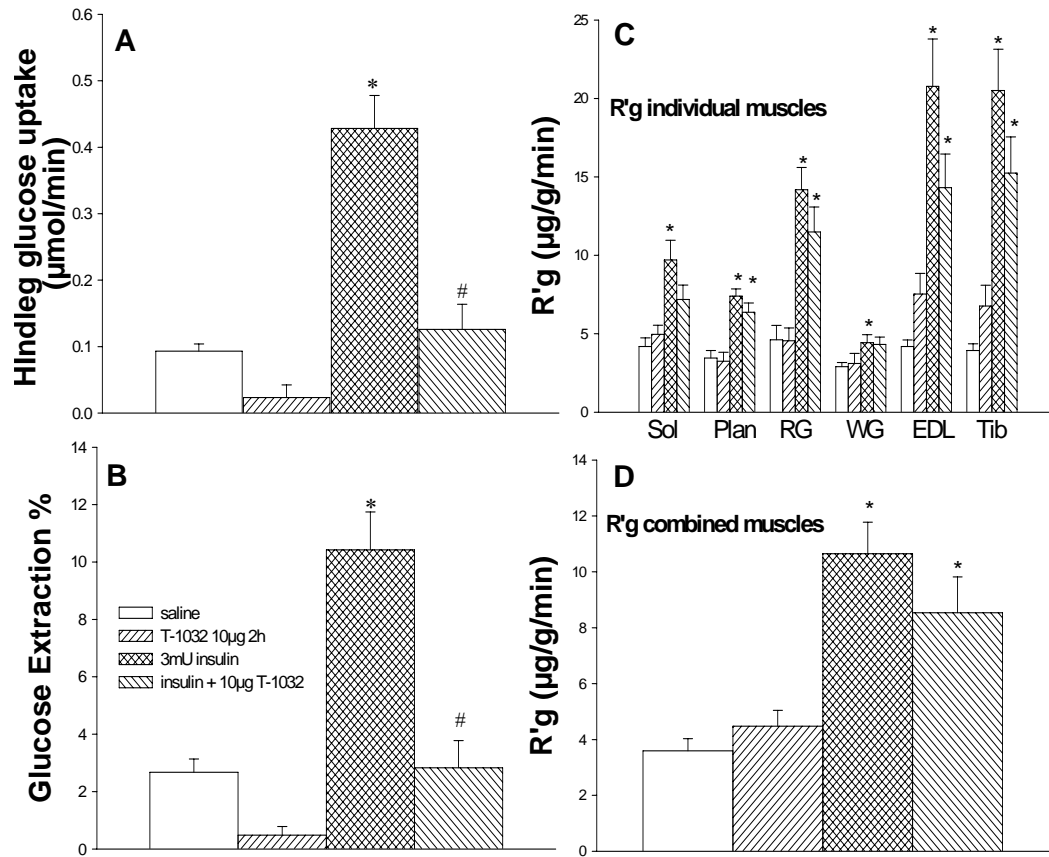 A
HIndleg glucose uptake
(µmol/min)
0.6
0.5
0.4
0.3
0.2
0.1
0.0
*
#
C
R'g individual muscles
R'g (µg/g/min)
25
20
15
10
5
0
* * * * * * * * * *
Sol Plan RG WG EDL Tib
B
Glucose Extraction %
14
12
10
8
6
4
2
0
*
#
saline
T-1032 10µg 2h
3mU insulin
insulin + 10µg T-1032
D
R'g combined muscles
R'g (µg/g/min)
14
12
10
8
6
4
2
0
*
*